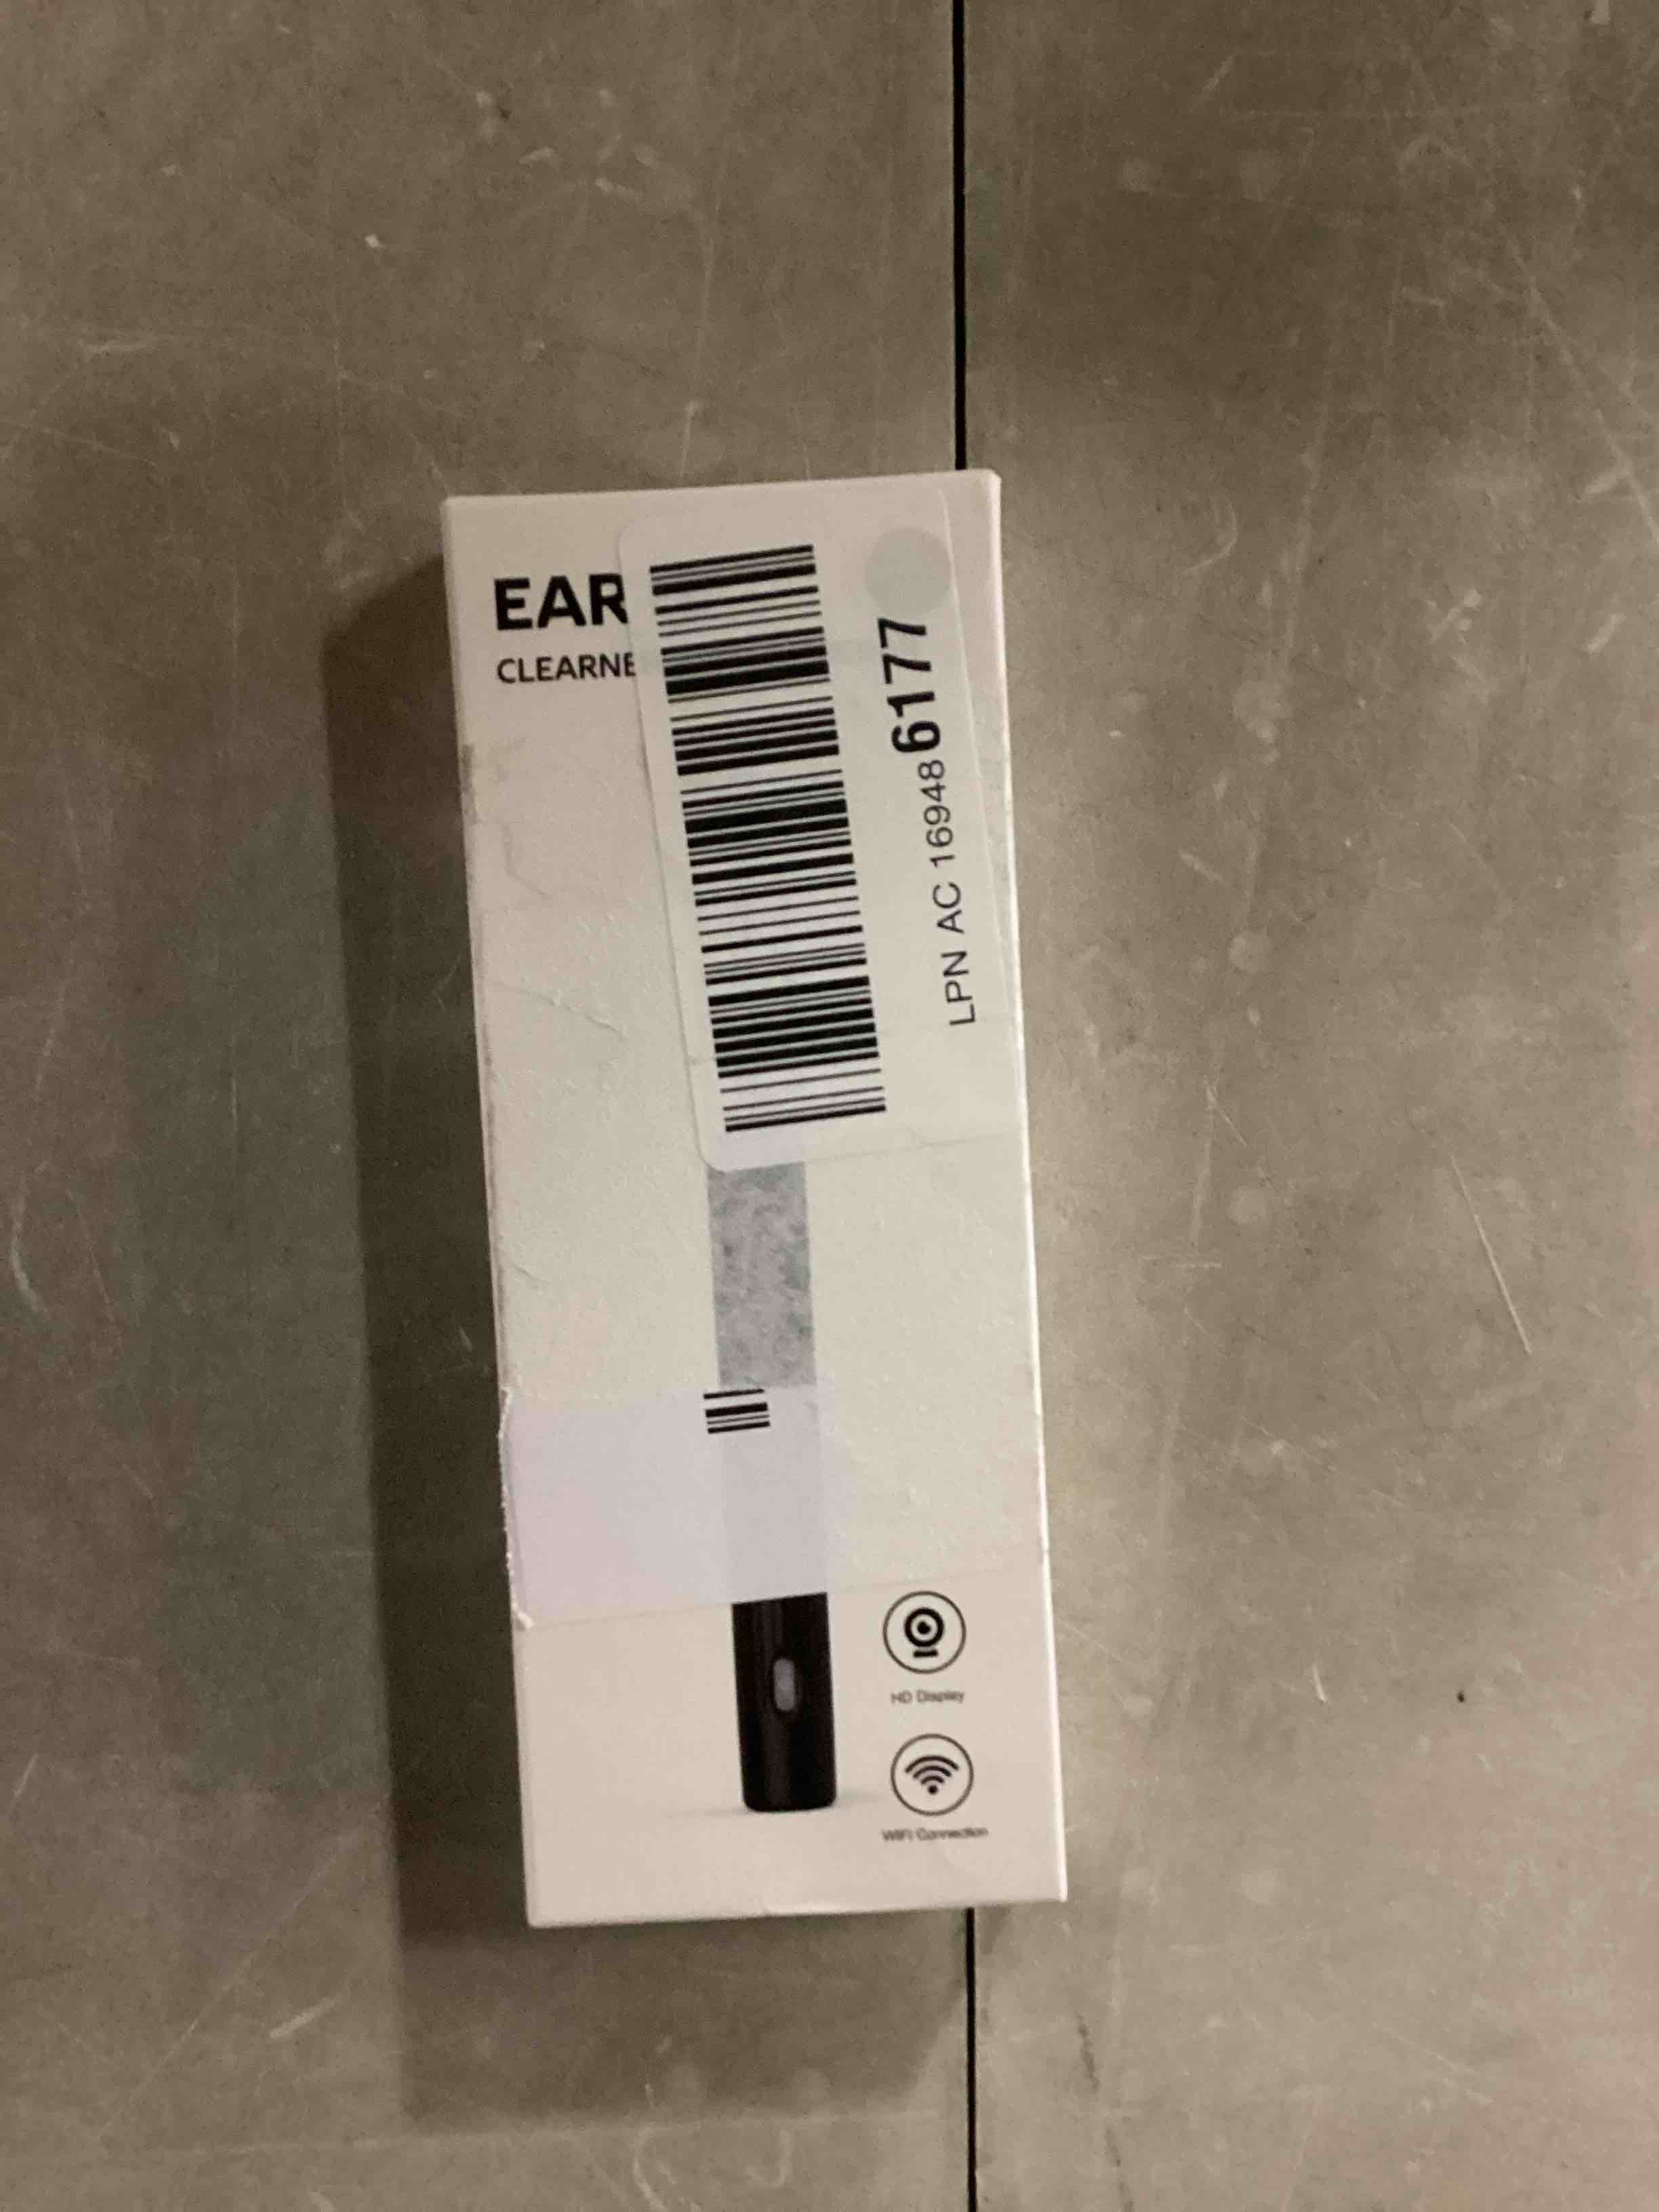 EAR
CLEARNE
LPN AC 169486177
HD Display
WIFI Connection